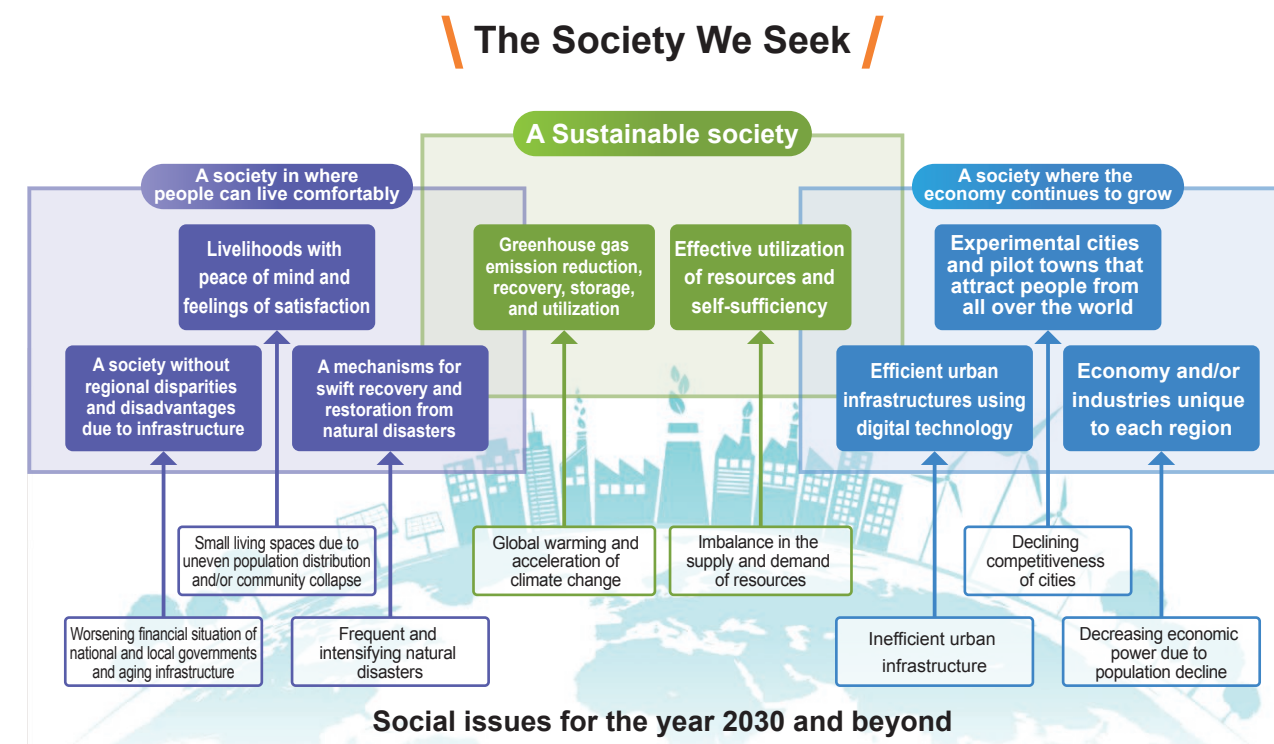 The Society We Seek
A Sustainable society
A society in where
people can live comfortably
A society where the
economy continues to grow
Livelihoods with
peace of mind and
feelings of satisfaction
Greenhouse gas
emission reduction,
recovery, storage,
and utilization
Effective utilization
of resources and
self-sufficiency
Experimental cities
and pilot towns that
attract people from
all over the world
A society without
regional disparities
and disadvantages
due to infrastructure
A mechanisms for
swift recovery and
restoration from
natural disasters
Efficient urban
infrastructures using
digital technology
Economy and/or
industries unique
to each region
Small living spaces due to
uneven population distribution
and/or community collapse
Global warming and
acceleration of
climate change
Imbalance in the
supply and demand
of resources
Declining
competitiveness
of cities
Worsening financial situation of
national and local governments
and aging infrastructure
Frequent and
intensifying natural
disasters
Inefficient urban
infrastructure
Decreasing economic
power due to
population decline
Social issues for the year 2030 and beyond